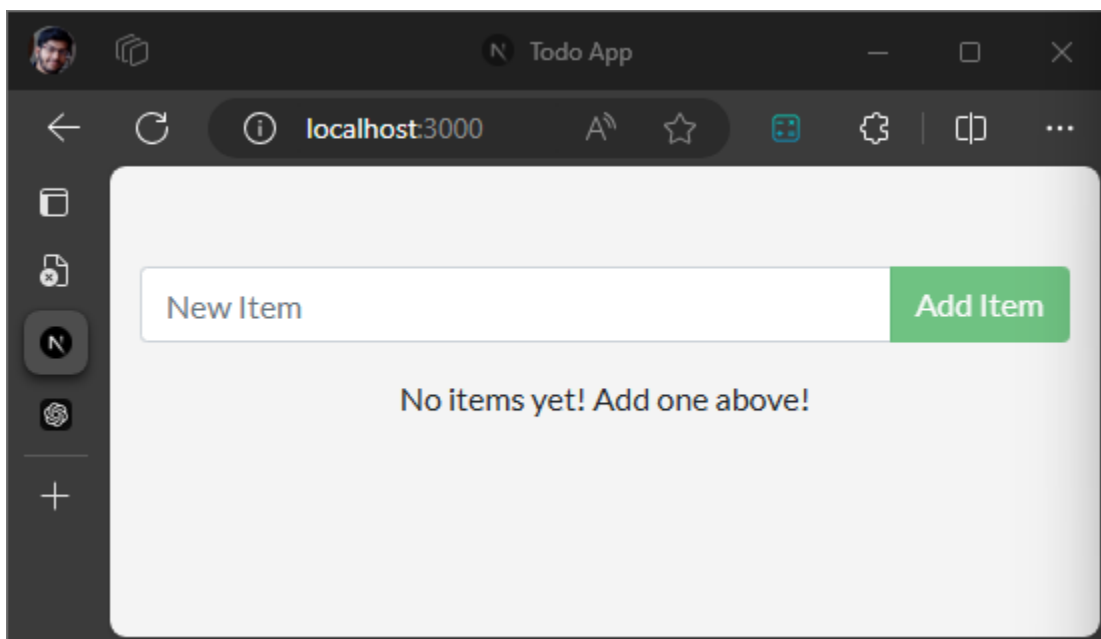 Todo App
localhost:3000
New Item
Add Item
No items yet! Add one above!